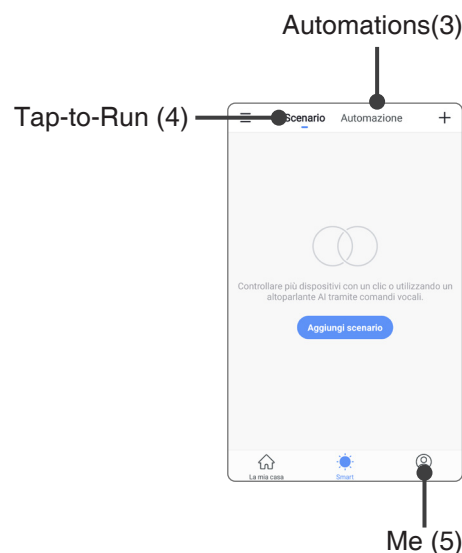 Automations(3)
Tap-to-Run (4)
Scenario Automazione
Controllare più dispositivi con un clic o utilizzando un
altoparlante AI tramite comandi vocali.
Aggiungi scenario
La mia casa Smart
Me (5)